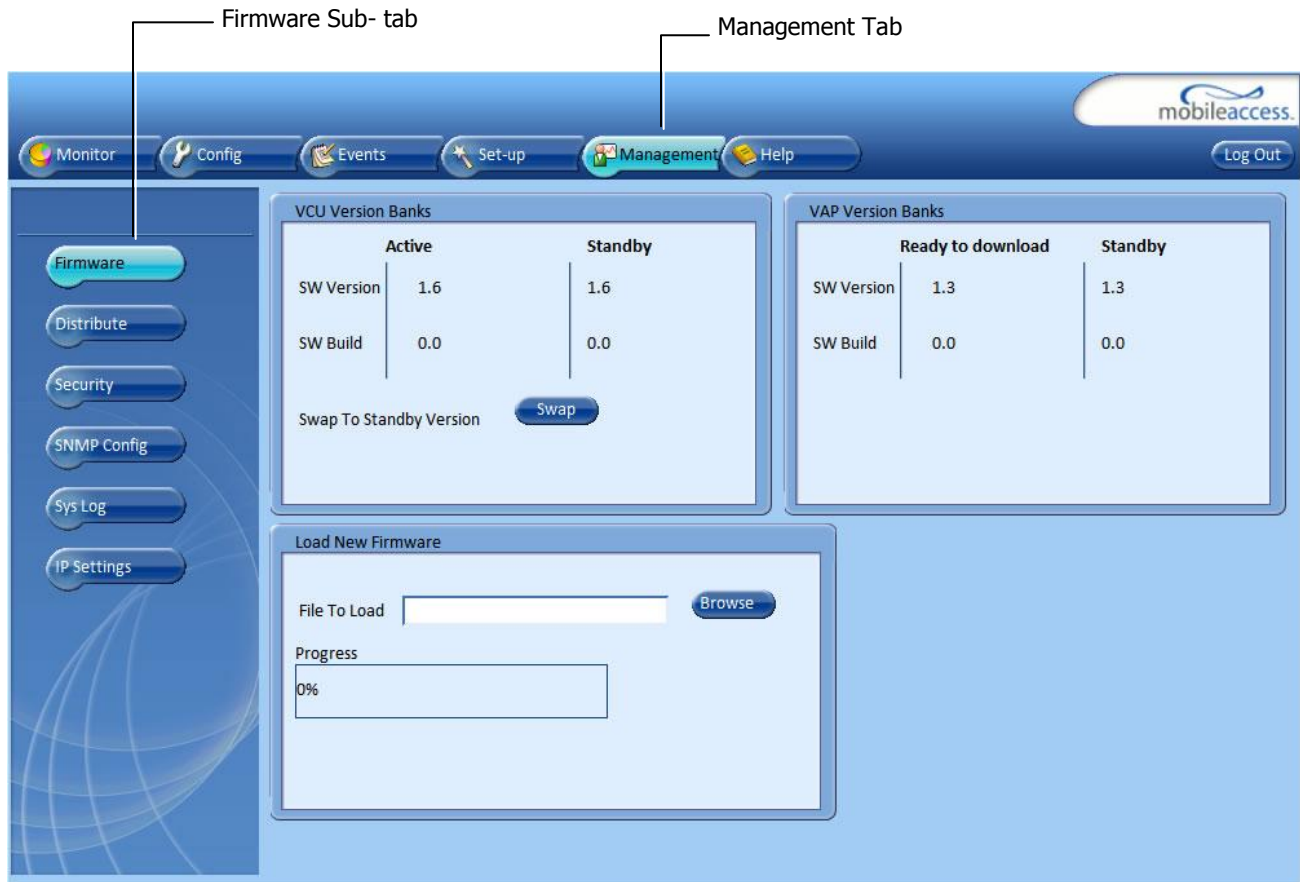 Firmware Sub- tab
Management Tab
mobileaccess.
Monitor
Config
Events
Set-up
Management
Help
Log Out
Firmware
Distribute
Security
SNMP Config
Sys Log
IP Settings
VCU Version Banks
Active Standby
SW Version 1.6 1.6
SW Build 0.0 0.0
Swap To Standby Version Swap
VAP Version Banks
Ready to download Standby
SW Version 1.3 1.3
SW Build 0.0 0.0
Load New Firmware
File To Load Browse
Progress
0%